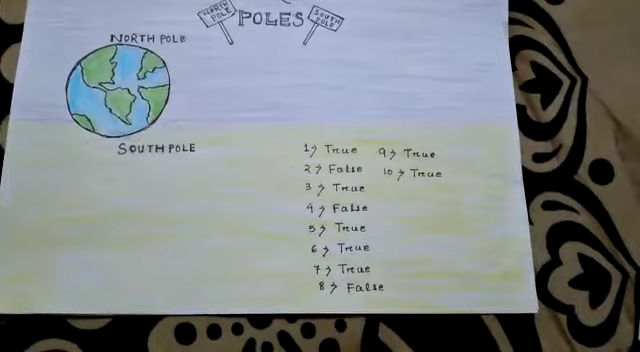 NORTH POLE
POLES
SOUTH POLE
NORTH POLE
SOUTH POLE
1> True
2> False
3> True
4> False
5> True
6> True
7> True
8> False
9> True
10> True